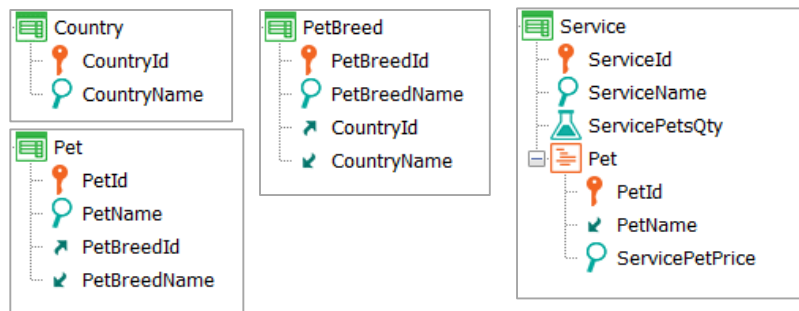 Country
CountryId
CountryName
Pet
PetId
PetName
PetBreedId
PetBreedName
PetBreed
PetBreedId
PetBreedName
CountryId
CountryName
Service
ServiceId
ServiceName
ServicePetsQty
Pet
PetId
PetName
ServicePetPrice